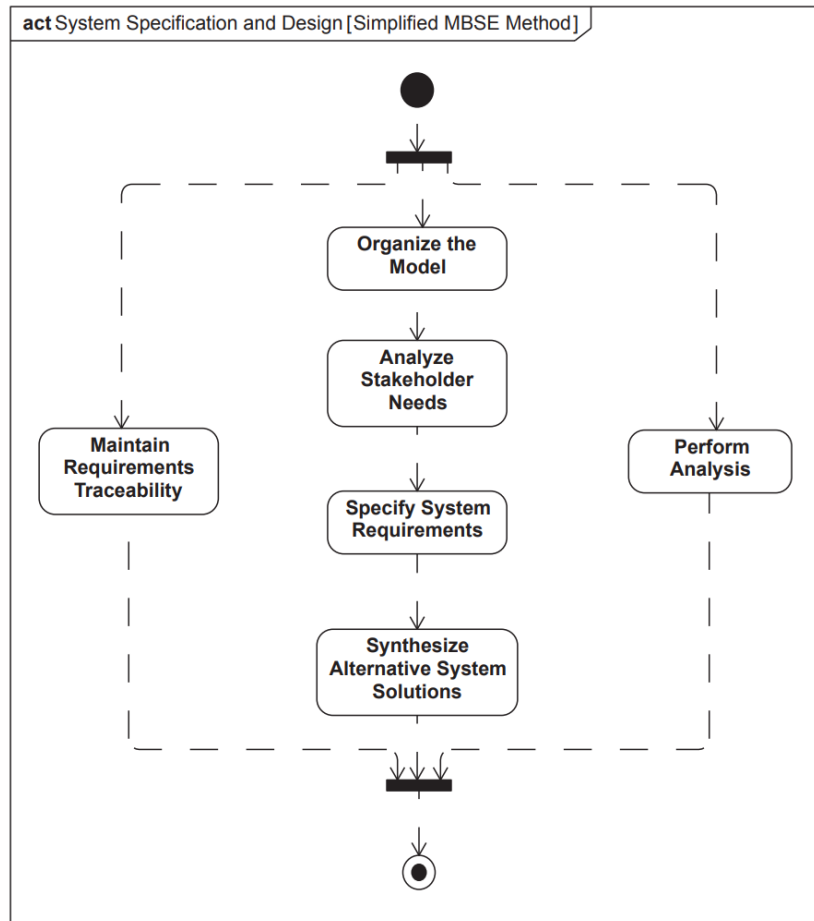 act System Specification and Design [Simplified MBSE Method]
Organize the
Model
Analyze
Stakeholder
Needs
Maintain
Requirements
Traceability
Perform
Analysis
Specify System
Requirements
Synthesize
Alternative System
Solutions